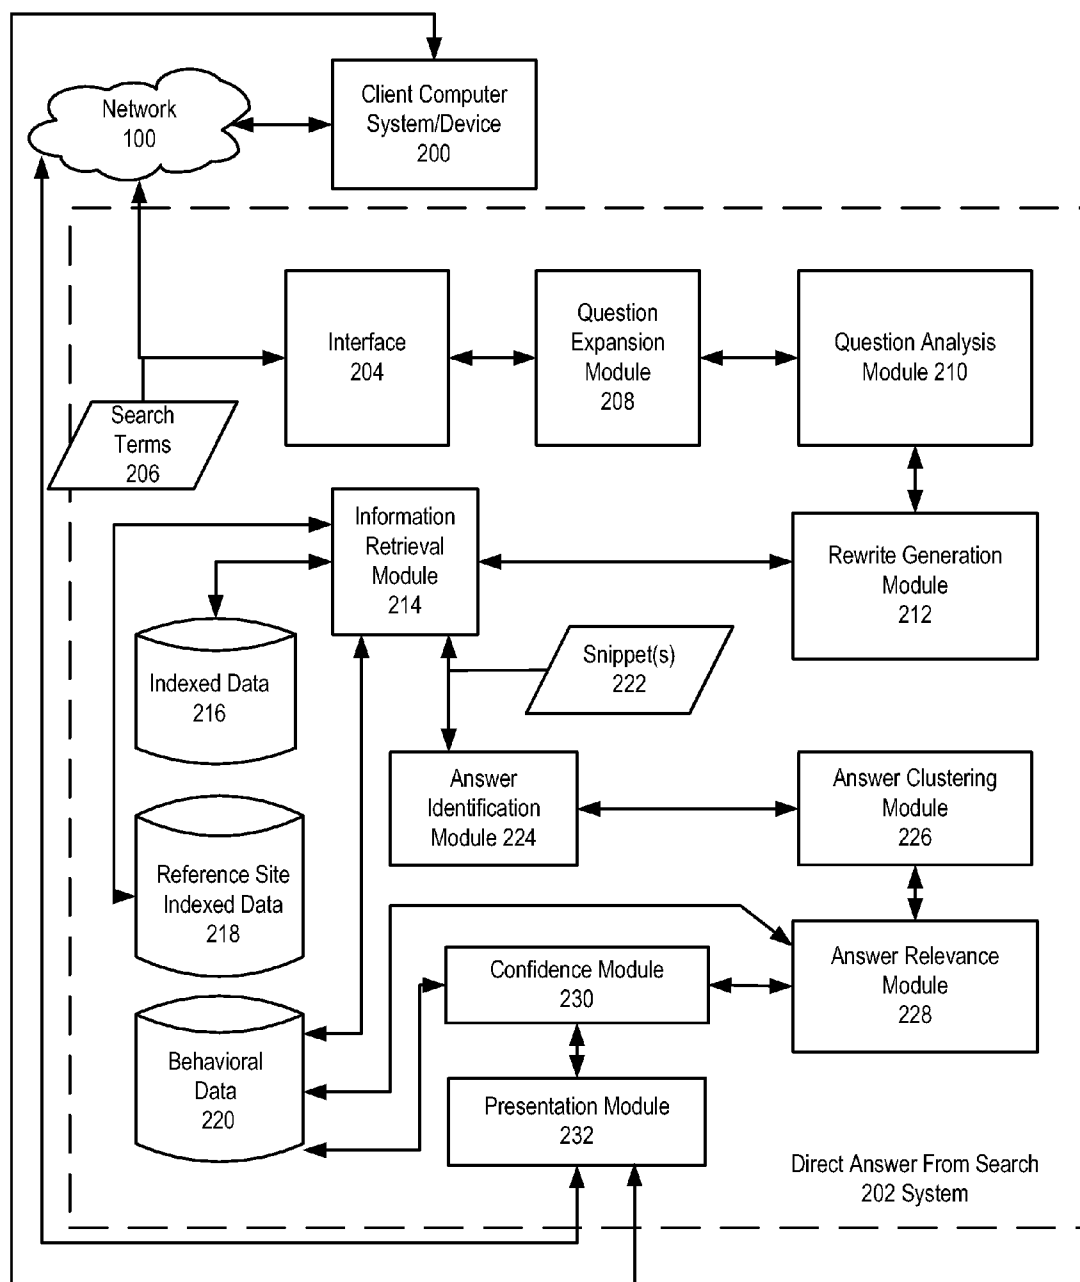 Network
100
Client Computer
System/Device
200
Interface
204
Question
Expansion
Module
208
Question Analysis
Module 210
Search
Terms
206
Information
Retrieval
Module
214
Rewrite Generation
Module
212
Snippet(s)
222
Indexed Data
216
Answer
Identification
Module 224
Answer Clustering
Module
226
Reference Site
Indexed Data
218
Confidence Module
230
Answer Relevance
Module
228
Behavioral
Data
220
Presentation Module
232
Direct Answer From Search
202 System